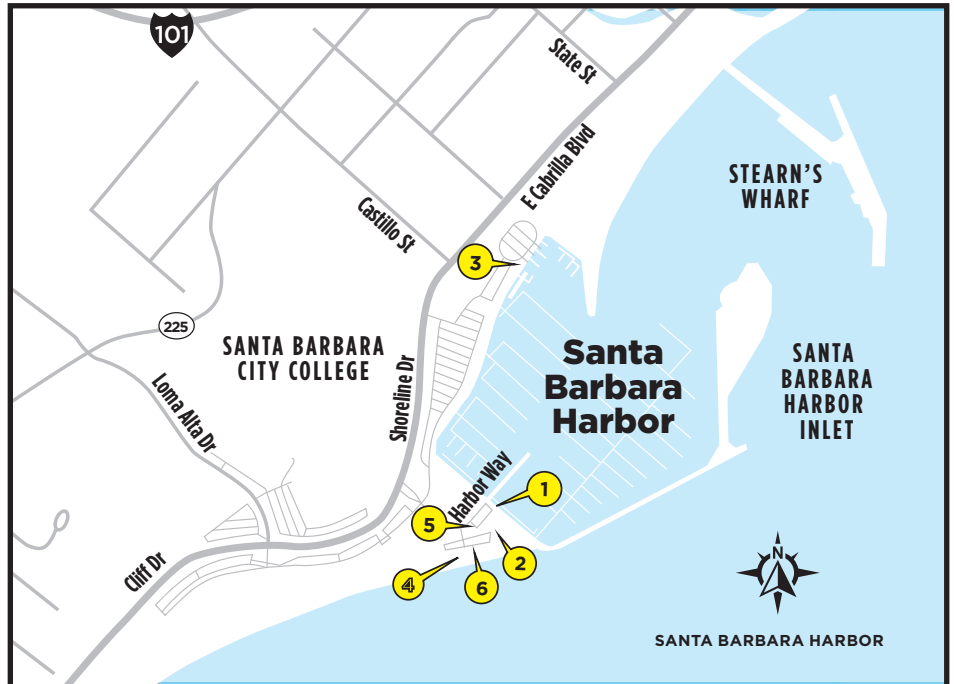 101
State St
E Cabrilla Blvd
STEARN'S
WHARF
Castillo St
3
225
SANTA BARBARA
CITY COLLEGE
Shoreline Dr
Santa
Barbara
Harbor
SANTA
BARBARA
HARBOR
INLET
Loma Alta Dr
Harbor Way
1
5
2
4
6
Cliff Dr
N
SANTA BARBARA HARBOR